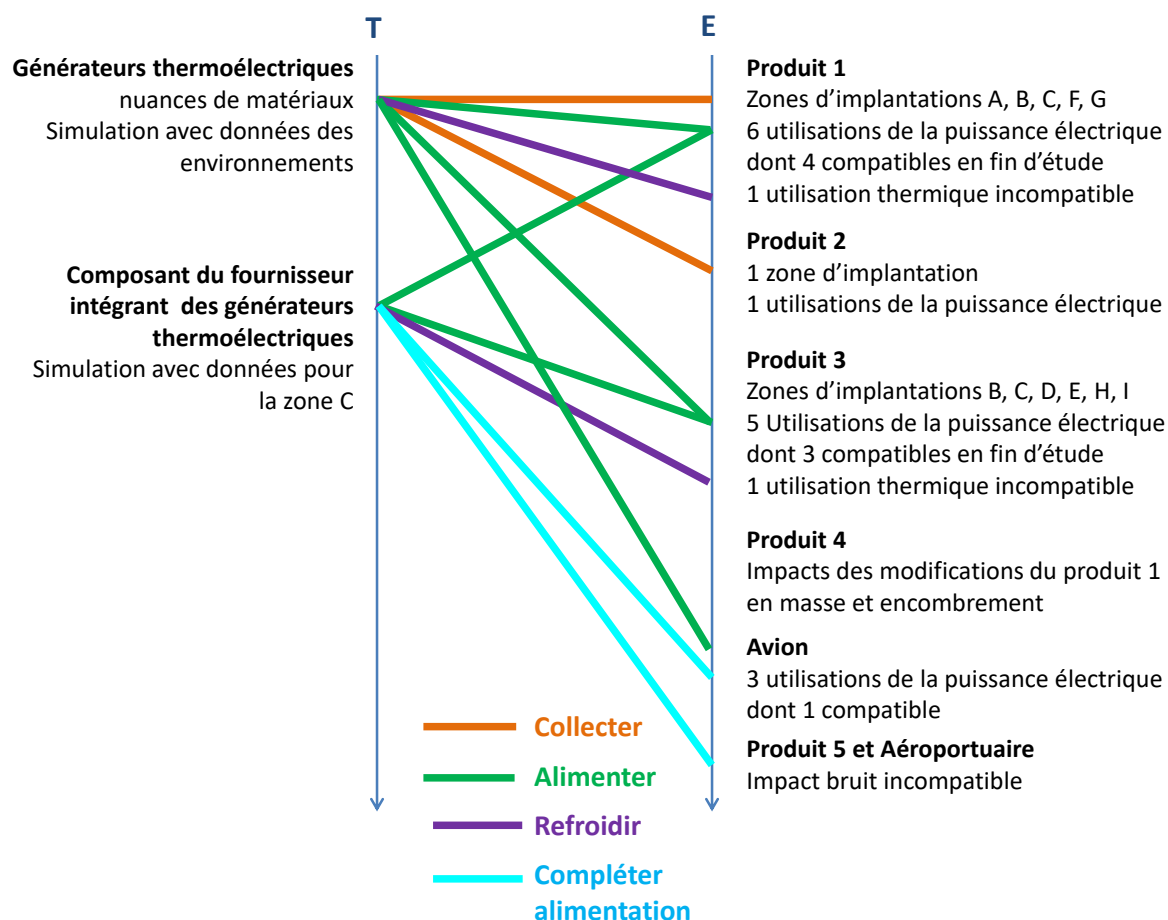 T
E
Générateurs thermoélectriques
nuances de matériaux
Simulation avec données des
environnements
Composant du fournisseur
intégrant des générateurs
thermoélectriques
Simulation avec données pour
la zone C
Produit 1
Zones d'implantations A, B, C, F, G
6 utilisations de la puissance électrique
dont 4 compatibles en fin d'étude
1 utilisation thermique incompatible
Produit 2
1 zone d'implantation
1 utilisations de la puissance électrique
Produit 3
Zones d'implantations B, C, D, E, H, I
5 Utilisations de la puissance électrique
dont 3 compatibles en fin d'étude
1 utilisation thermique incompatible
Produit 4
Impacts des modifications du produit 1
en masse et encombrement
Avion
3 utilisations de la puissance électrique
dont 1 compatible
Produit 5 et Aéroportuaire
Impact bruit incompatible
Collecter
Alimenter
Refroidir
Compléter
alimentation